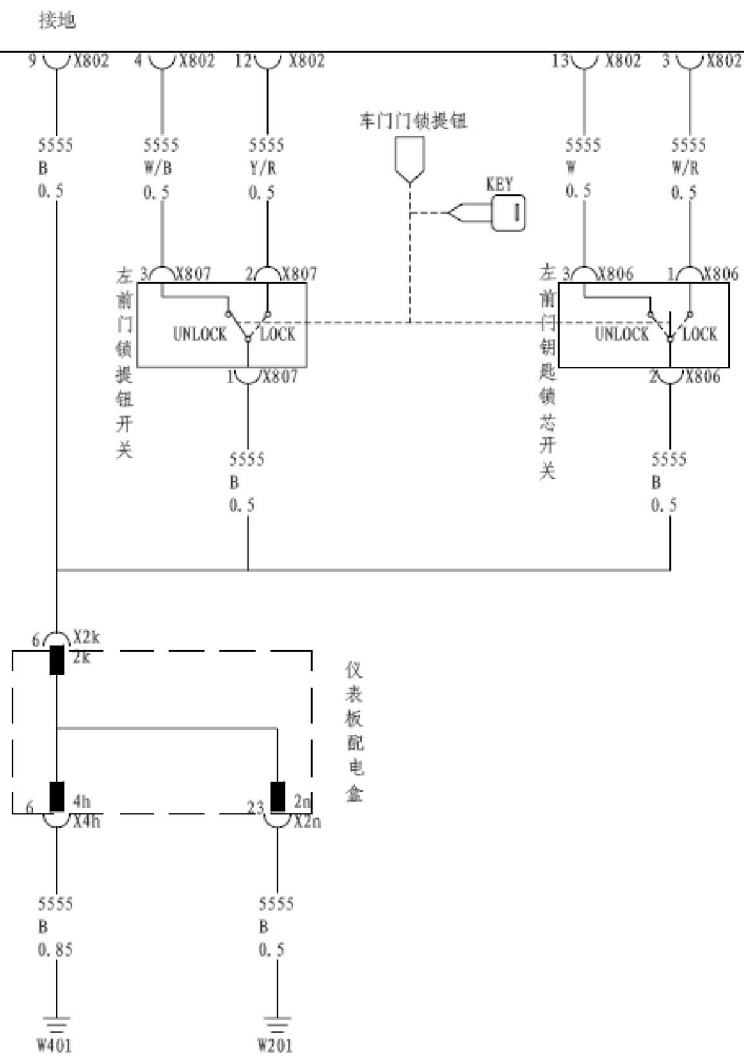 接地
9 X802 4 X802 12 X802 13 X802 3 X802
车门门锁提钮
5555 5555 5555 5555 5555
B W/B Y/R W W/R
0.5 0.5 0.5 0.5 0.5
KEY
3 X807 2 X807 3 X806 1 X806
左前门锁提钮开关
UNLOCK LOCK
左前门钥匙锁芯开关
UNLOCK LOCK
1 X807 2 X806
5555 5555
B B
0.5 0.5
6 X2k
2k
仪表板配电盒
4h 2n
6 X4h 23 X2n
5555 5555
B B
0.85 0.5
W401 W201